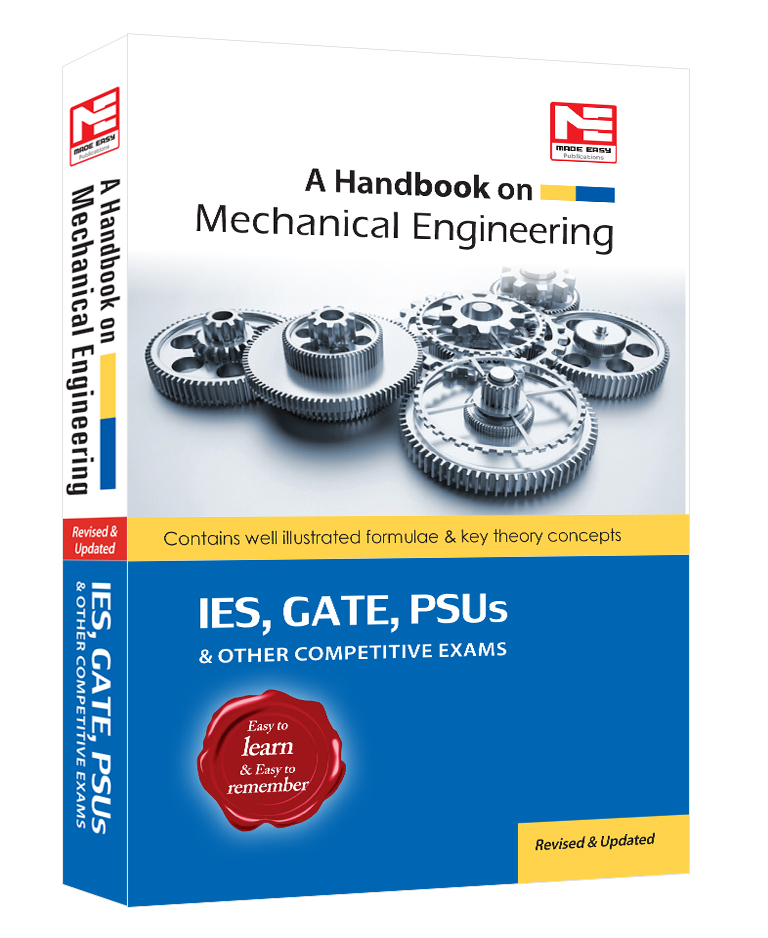 ME
MADE EASY
Publications
A Handbook on
Mechanical Engineering
Revised &
Updated
IES, GATE, PSUs
& OTHER COMPETITIVE EXAMS
ME
MADE EASY
Publications
A Handbook on
Mechanical Engineering
Contains well illustrated formulae & key theory concepts
IES, GATE, PSUs
& OTHER COMPETITIVE EXAMS
Easy to
learn
& Easy to
remember
Revised & Updated